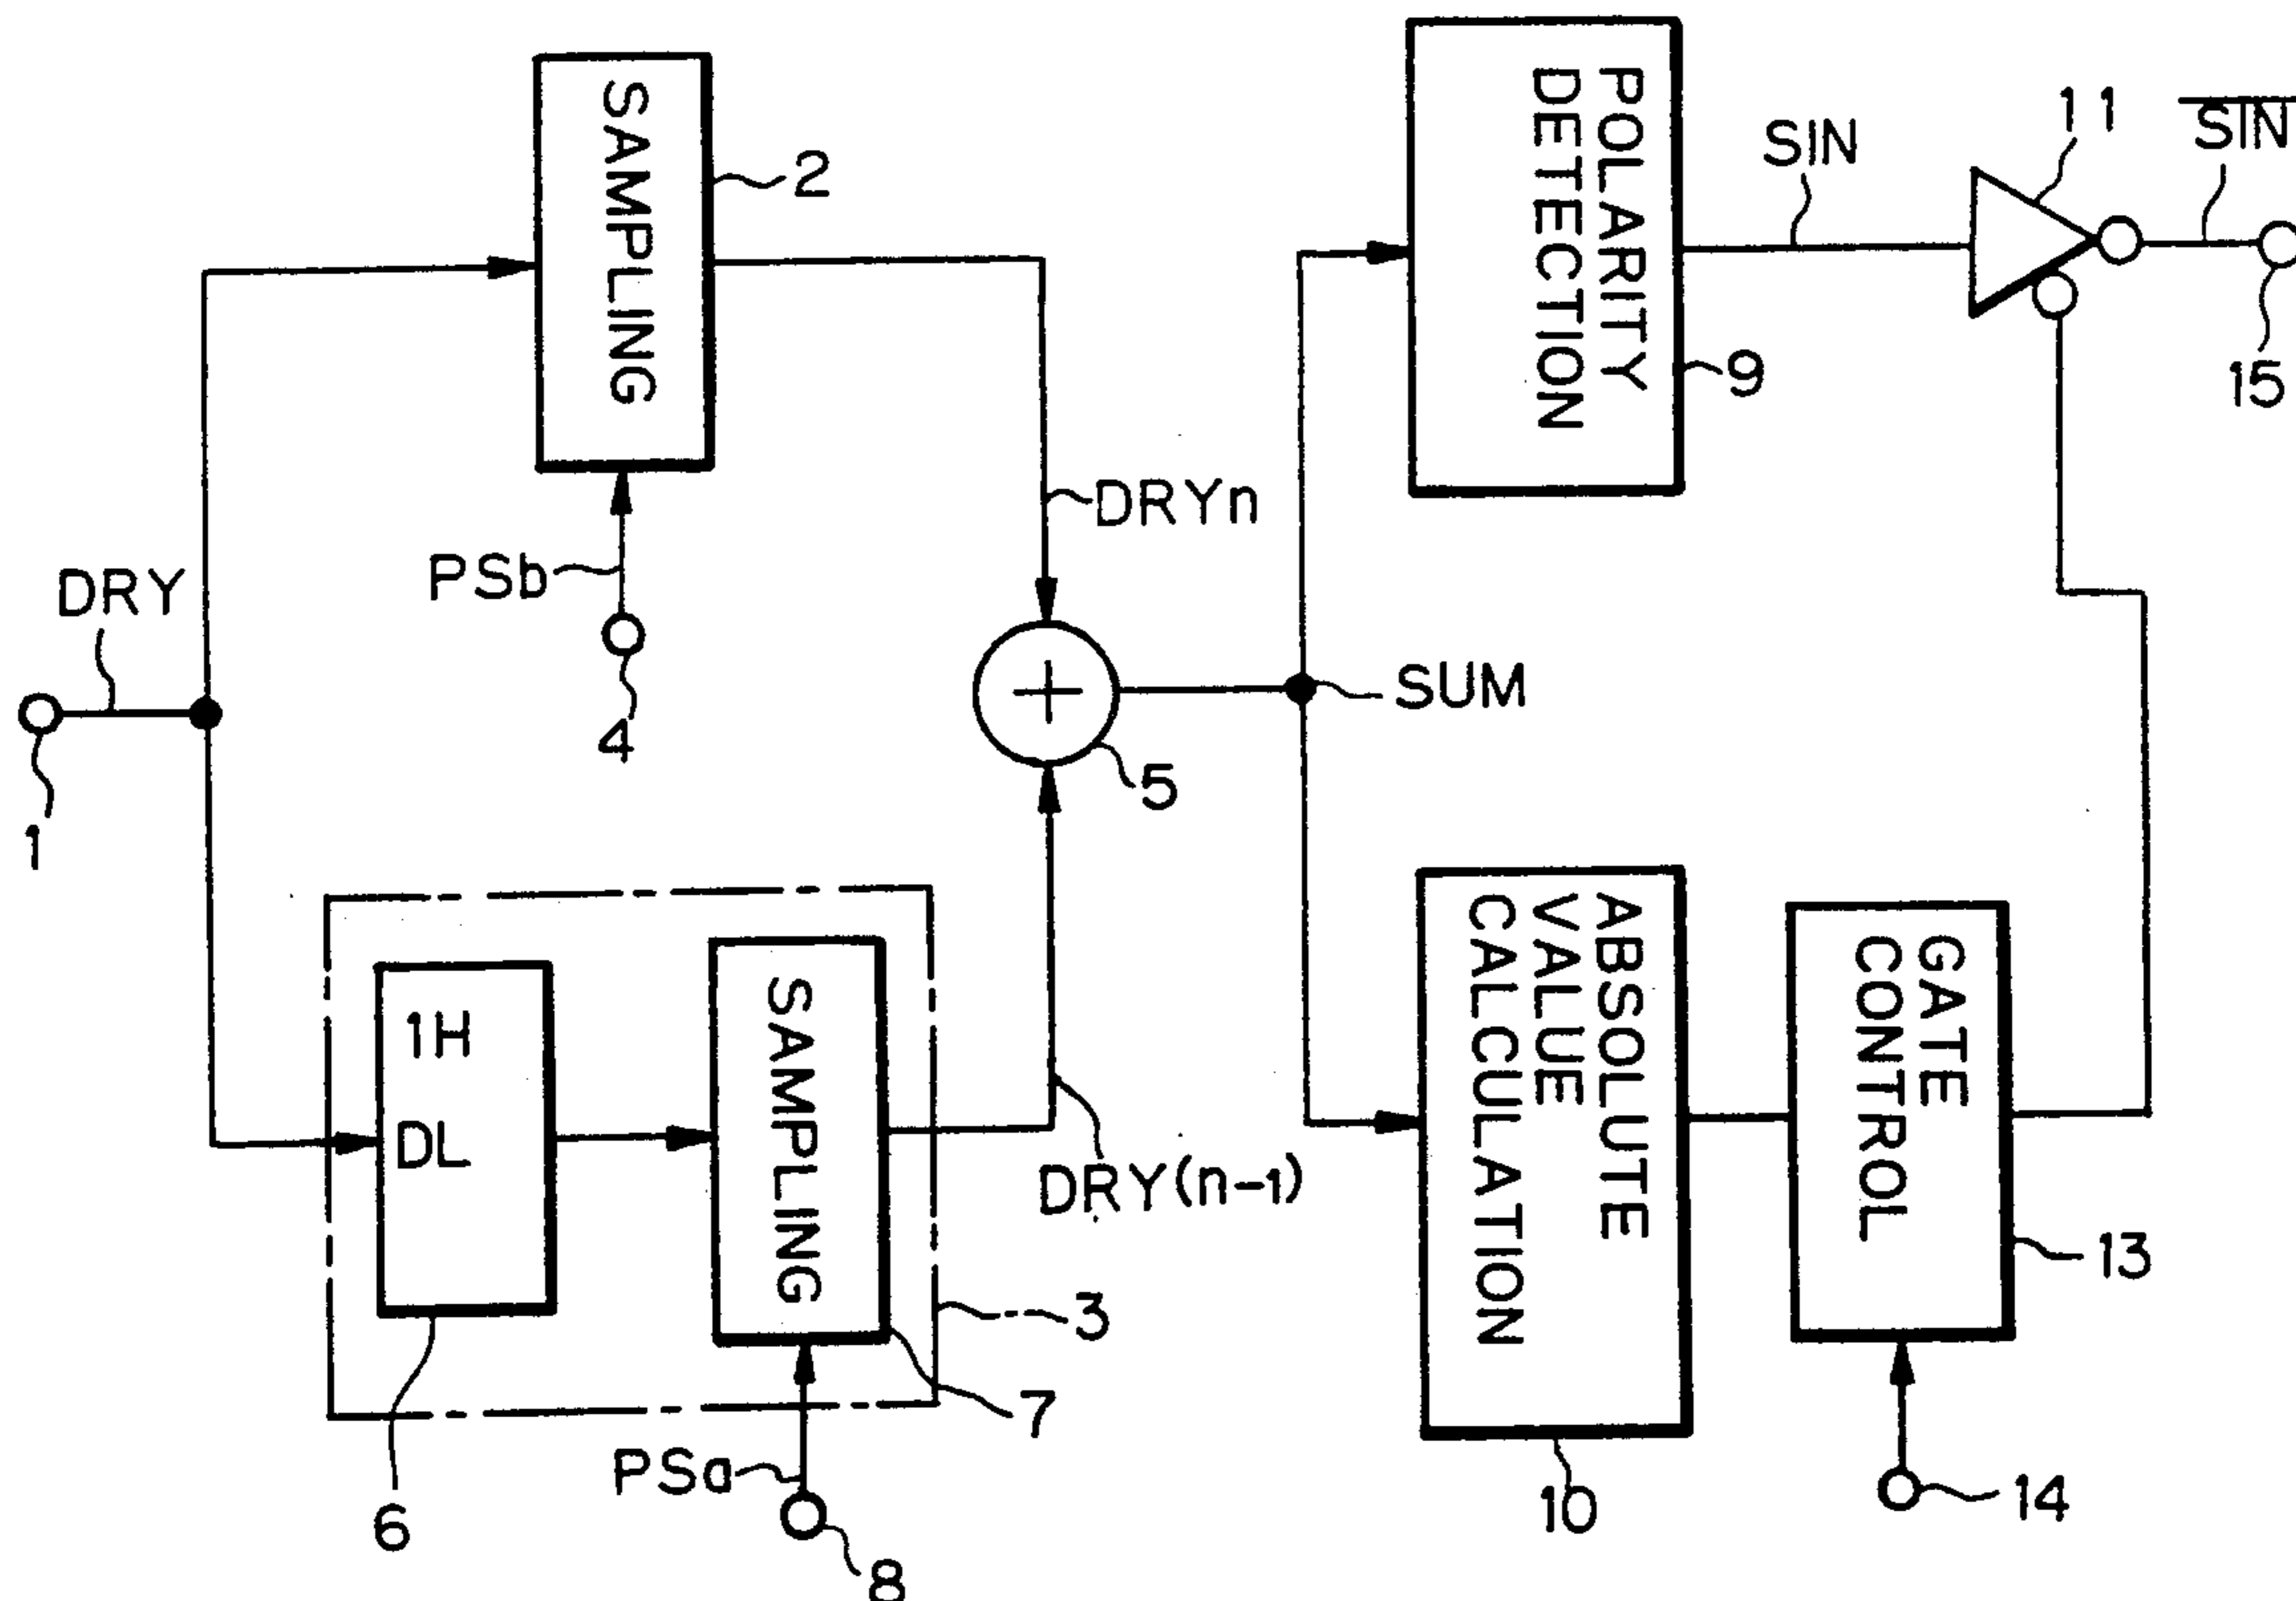 SAMPLING
2
PSb
4
DRY
1
DRYn
5
SUM
POLARITY
DETECTION
9
SIN
11
SIN
15
1H
DL
6
SAMPLING
7
3
PSa
8
DRY(n-1)
ABSOLUTE
VALUE
CALCULATION
10
GATE
CONTROL
13
14